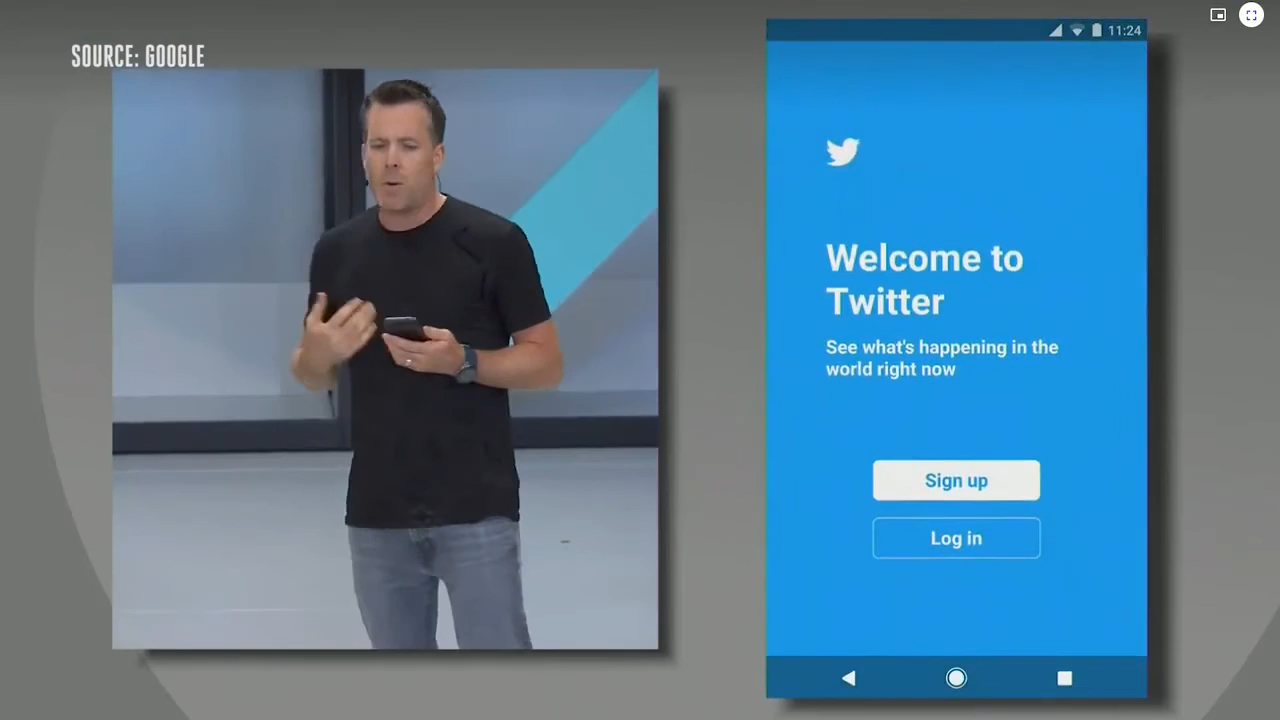 SOURCE: GOOGLE
11:24
Welcome to
Twitter
See what's happening in the
world right now
Sign up
Log in